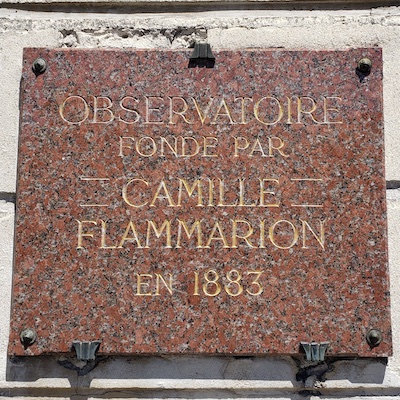 OBSERVATOIRE
FONDE PAR
CAMILLE
FLAMMARION
EN 1883